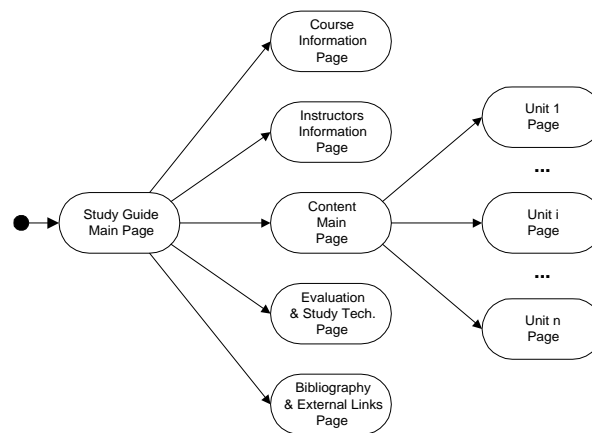 Course
Information
Page
Instructors
Information
Page
Unit 1
Page
...
Study Guide
Main Page
Content
Main
Page
Unit i
Page
...
Evaluation
& Study Tech.
Page
Unit n
Page
Bibliography
& External Links
Page